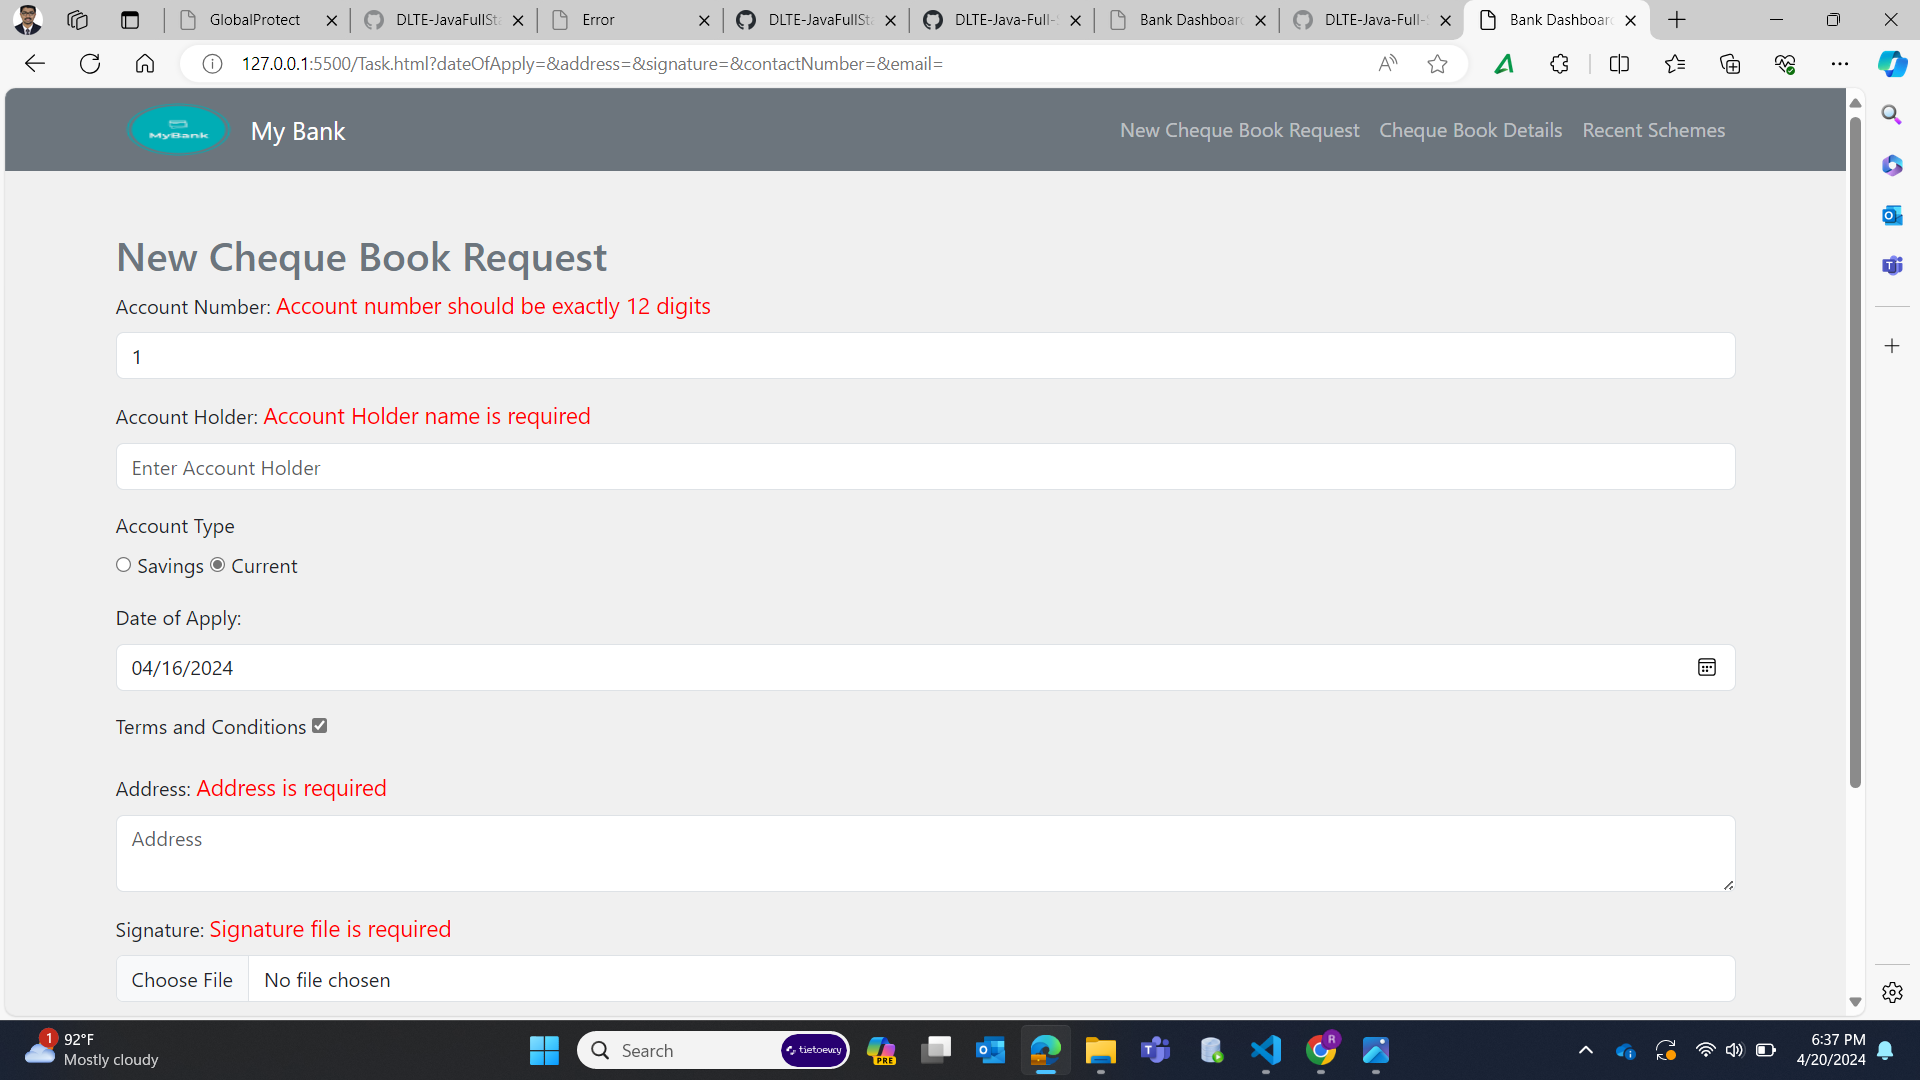 GlobalProtect
DLTE-JavaFullSta
Error
DLTE-JavaFullSta
DLTE-Java-Full-S
Bank Dashboard
DLTE-Java-Full-S
Bank Dashboard
127.0.0.1:5500/Task.html?dateOfApply=&address=&signature=&contactNumber=&email=
MyBank
My Bank
New Cheque Book Request
Cheque Book Details
Recent Schemes
New Cheque Book Request
Account Number: Account number should be exactly 12 digits
1
Account Holder: Account Holder name is required
Enter Account Holder
Account Type
Savings Current
Date of Apply:
04/16/2024
Terms and Conditions
Address: Address is required
Address
Signature: Signature file is required
Choose File No file chosen
1
92°F
Mostly cloudy
Search
tietoevry
PRE
R
6:37 PM
4/20/2024